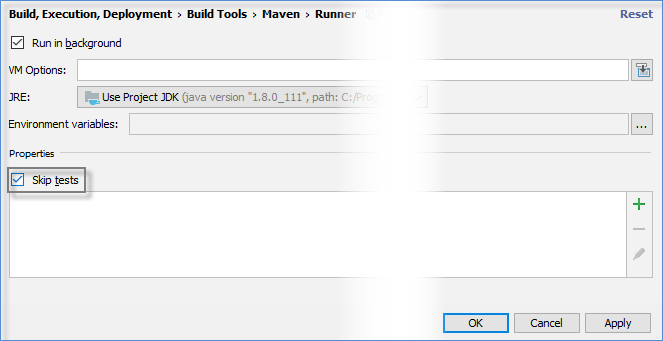 Build, Execution, Deployment › Build Tools › Maven › Runner Reset
Run in background
VM Options:
JRE: Use Project JDK (java version "1.8.0_111", path: C:/Prog
Environment variables: ...
Properties
Skip tests
OK Cancel Apply